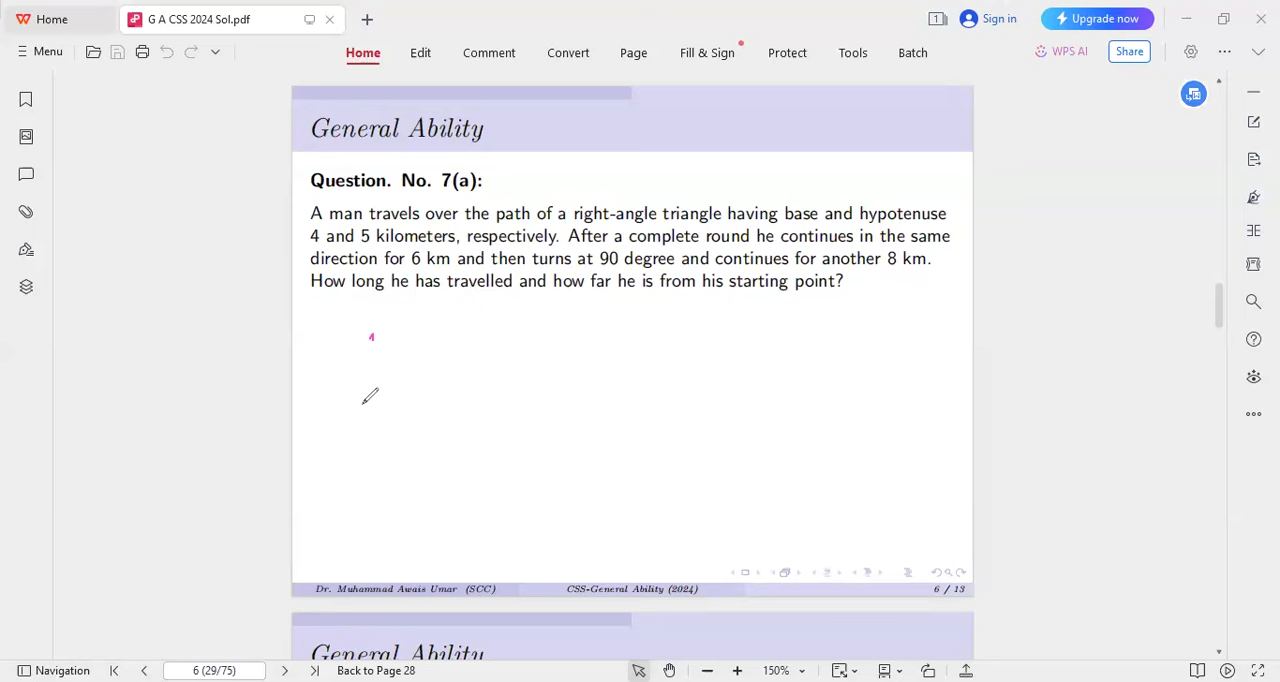 Home
G A CSS 2024 Sol.pdf
1
Sign in
Upgrade now
Menu
Home
Edit
Comment
Convert
Page
Fill & Sign
Protect
Tools
Batch
WPS AI
Share
General Ability
Question. No. 7(a):
A man travels over the path of a right-angle triangle having base and hypotenuse
4 and 5 kilometers, respectively. After a complete round he continues in the same
direction for 6 km and then turns at 90 degree and continues for another 8 km.
How long he has travelled and how far he is from his starting point?
Dr. Muhammad Awais Umar (SCC)
CSS-General Ability (2024)
6 / 13
General Ability
Navigation
6 (29/75)
Back to Page 28
150%